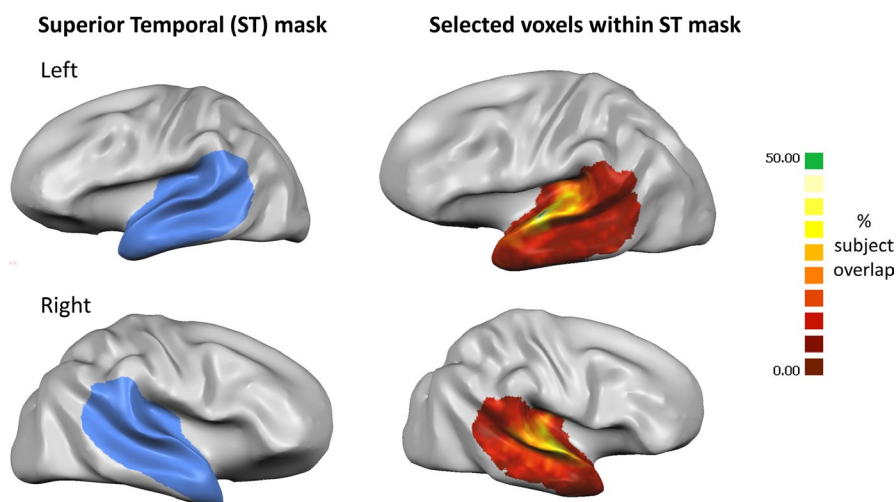 Superior Temporal (ST) mask
Selected voxels within ST mask
Left
50.00
%
subject
overlap
0.00
Right